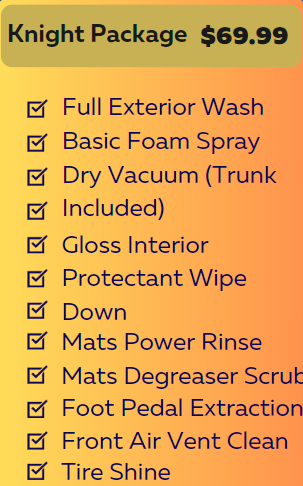 Knight Package $69.99
Full Exterior Wash
Basic Foam Spray
Dry Vacuum (Trunk
Included)
Gloss Interior
Protectant Wipe
Down
Mats Power Rinse
Mats Degreaser Scrub
Foot Pedal Extraction
Front Air Vent Clean
Tire Shine